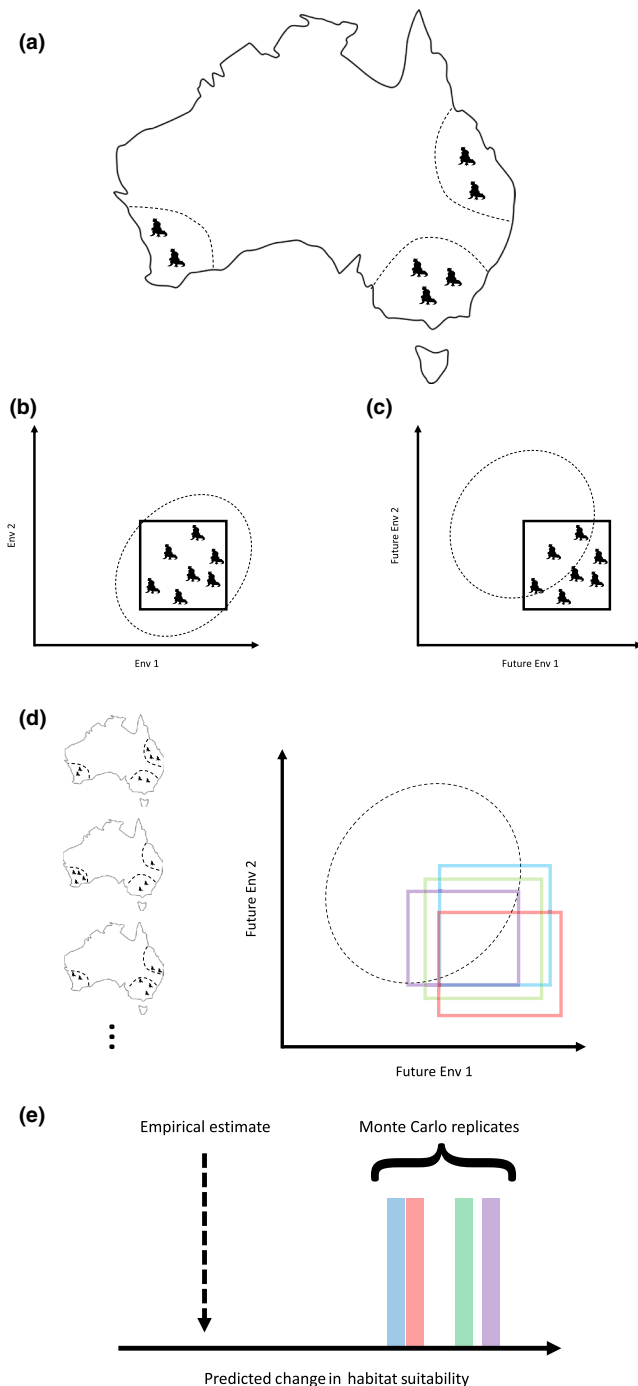 (a)
(b)
(c)
Env 2
Env 1
Future Env 2
Future Env 1
(d)
Future Env 2
Future Env 1
(e)
Empirical estimate
Monte Carlo replicates
Predicted change in habitat suitability